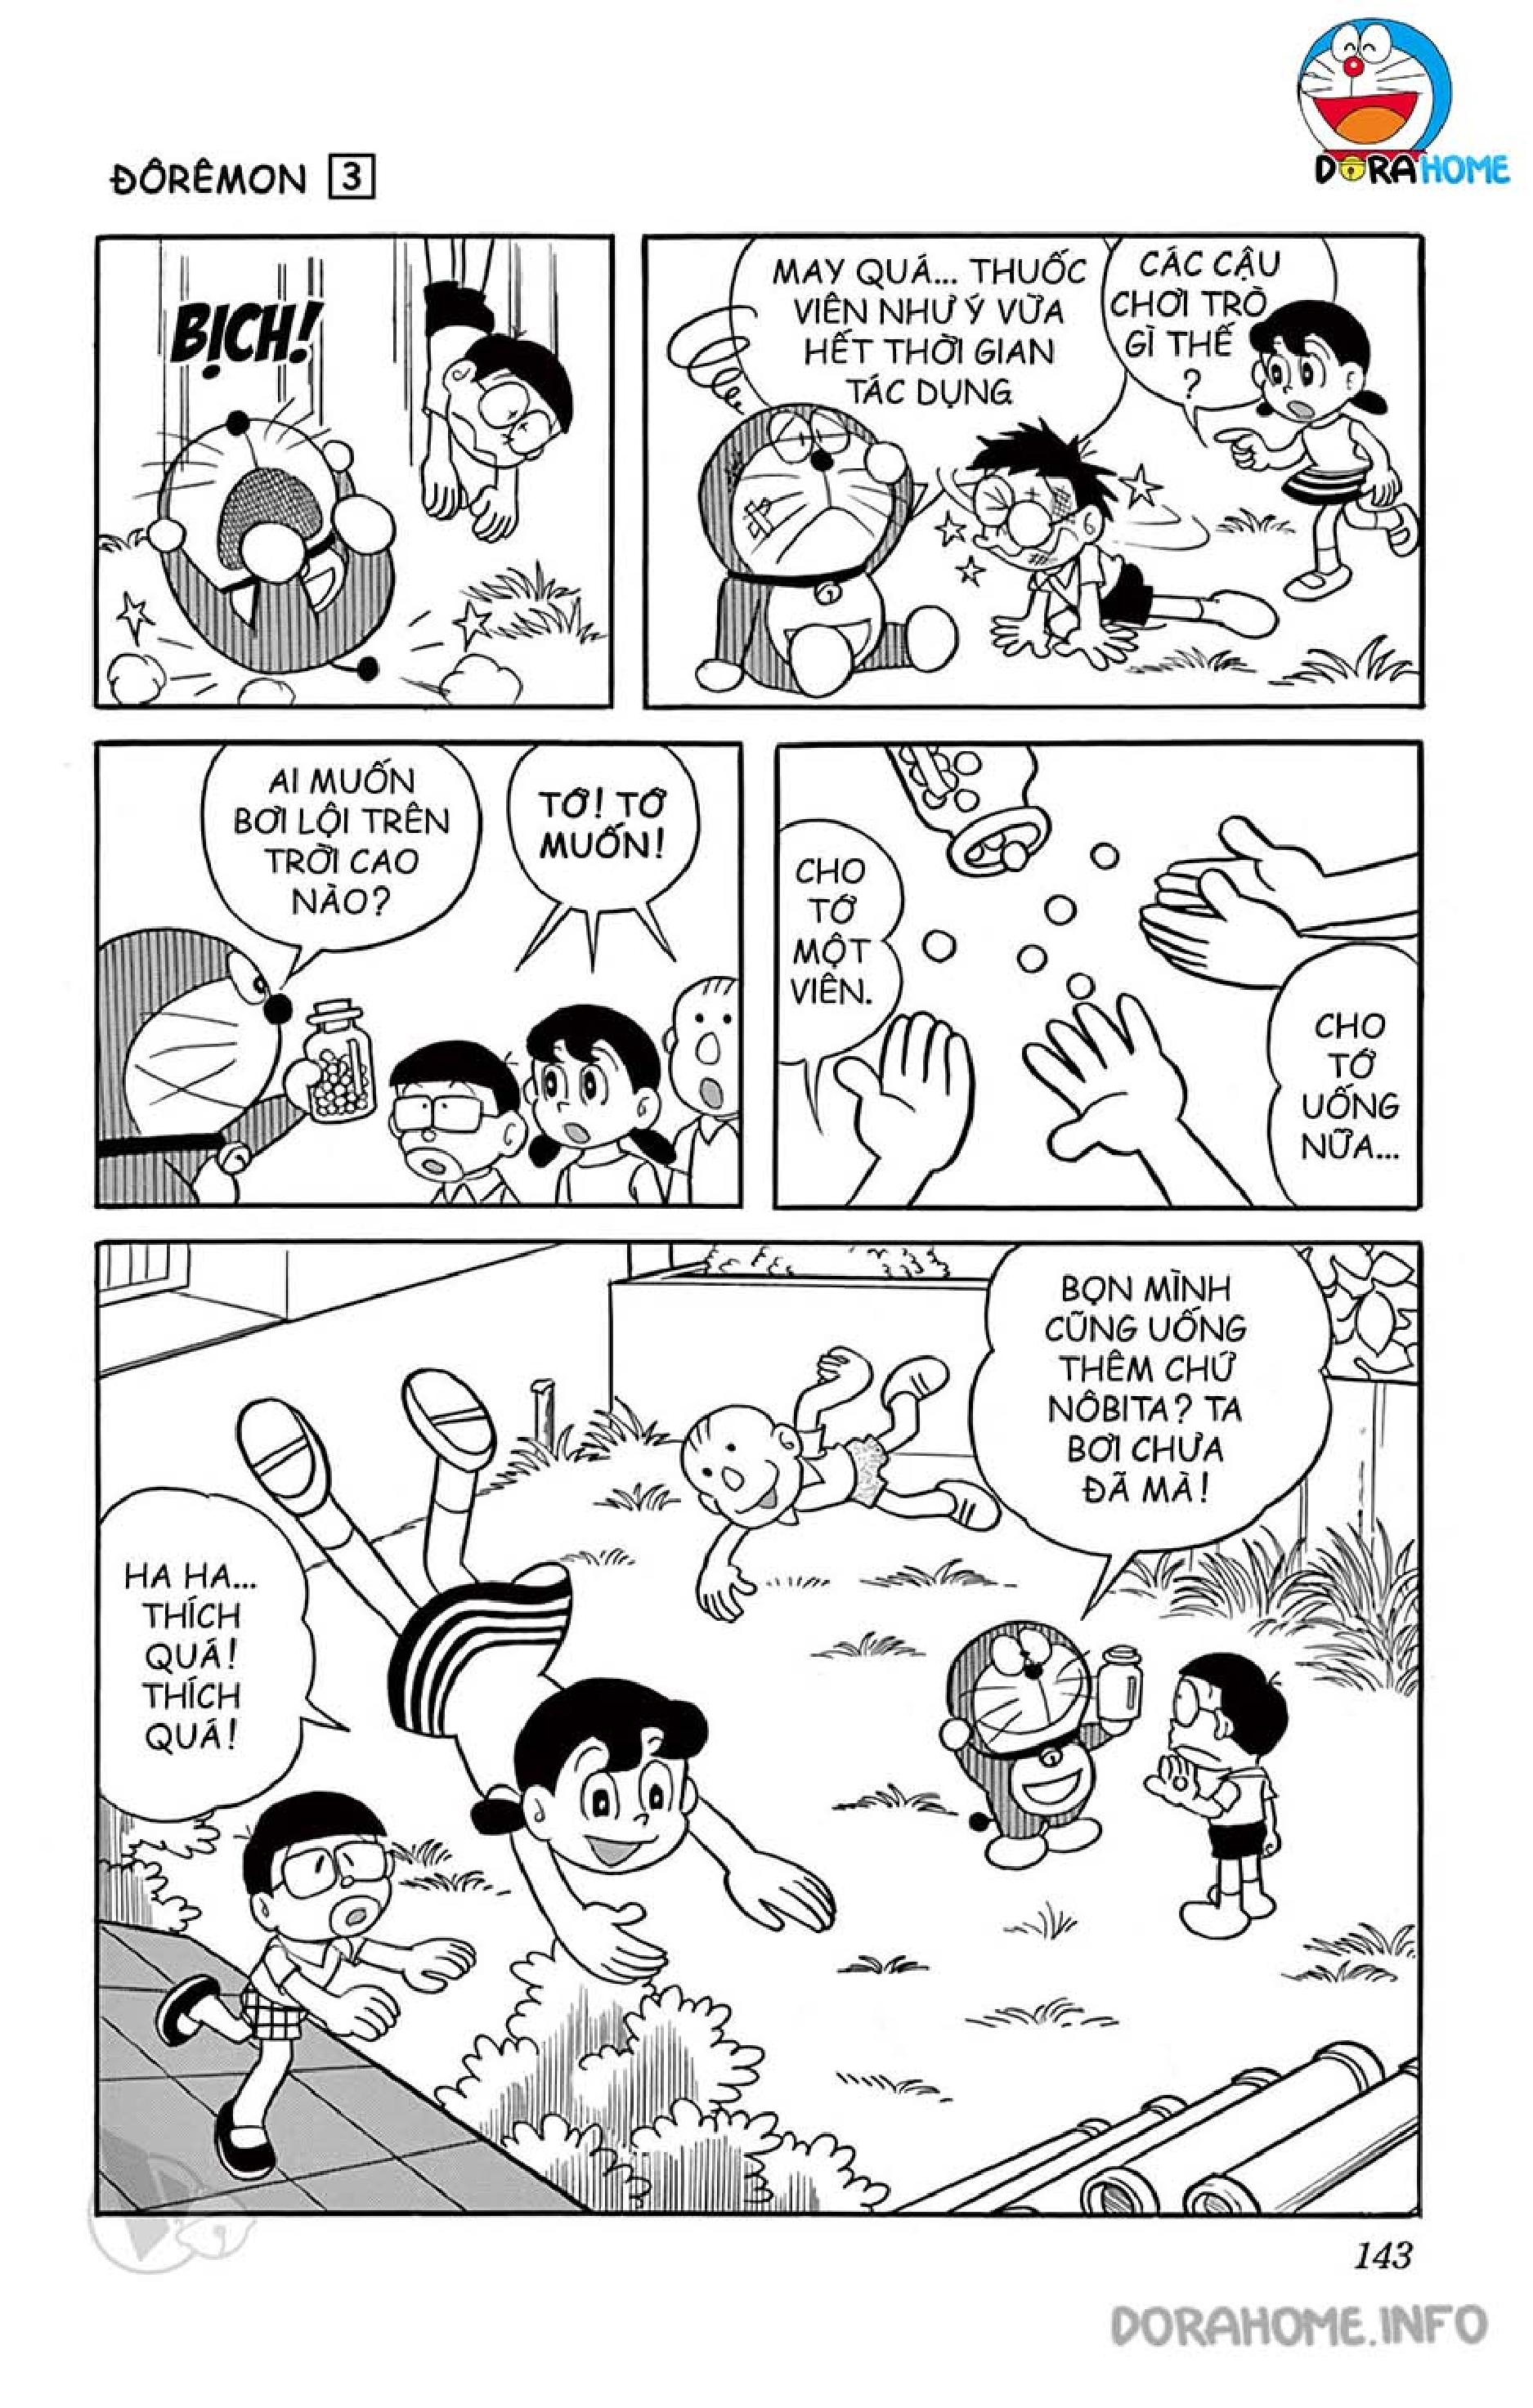 DORAHOME
ĐÔRÊMON 3
BỊCH!
MAY QUÁ... THUỐC
VIÊN NHƯ Ý VỪA
HẾT THỜI GIAN
TÁC DỤNG
CÁC CẬU
CHƠI TRÒ
GÌ THẾ
?
AI MUỐN
BƠI LỘI TRÊN
TRỜI CAO
NÀO?
TỚ! TỚ
MUỐN!
CHO
TỚ
MỘT
VIÊN.
CHO
TỚ
UỐNG
NỮA...
BỌN MÌNH
CŨNG UỐNG
THÊM CHỨ
NÔBITA? TA
BƠI CHƯA
ĐÃ MÀ!
HA HA...
THÍCH
QUÁ!
THÍCH
QUÁ!
143
DORAHOME.INFO